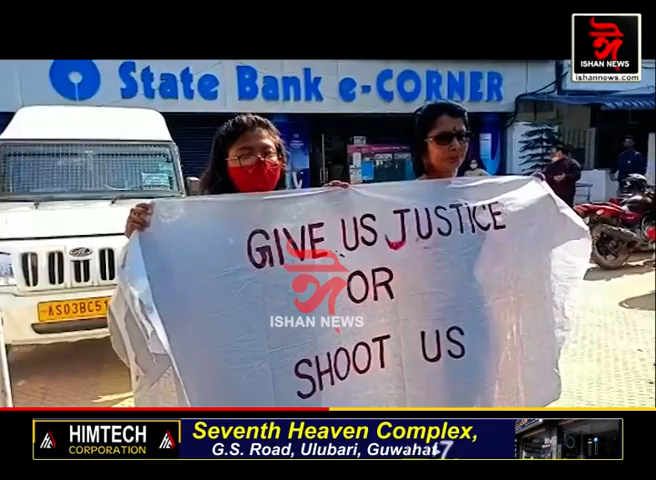 ISHAN NEWS
ishannews.com
State Bank e-CORNER
GIVE US JUSTICE
OR
ISHAN NEWS
SHOOT US
AS03BC51
HIMTECH
CORPORATION
Seventh Heaven Complex,
G.S. Road, Ulubari, Guwahat